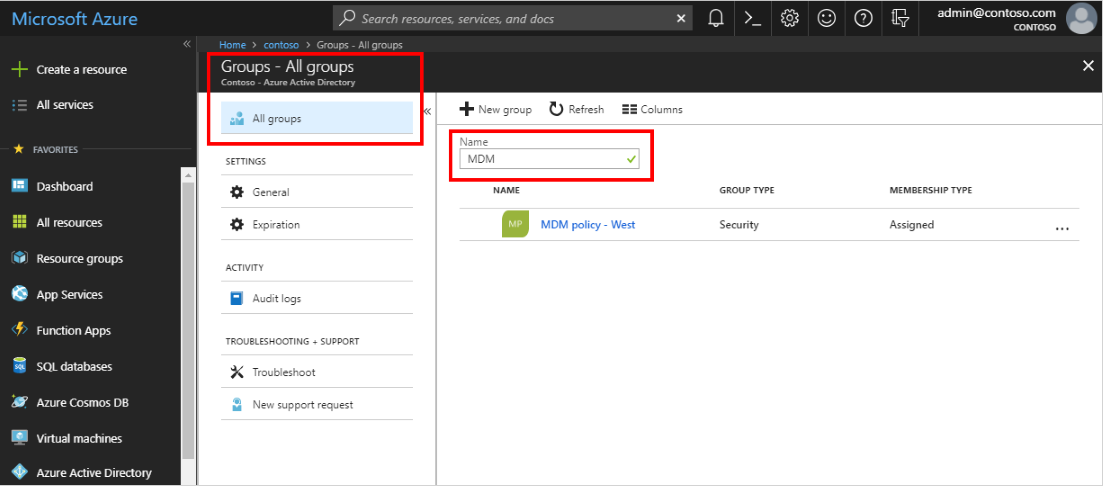 Microsoft Azure
Search resources, services, and docs
admin@contoso.com
CONTOSO
Home > contoso > Groups - All groups
Groups - All groups
Contoso - Azure Active Directory
Create a resource
All services
FAVORITES
Dashboard
All resources
Resource groups
App Services
Function Apps
SQL databases
Azure Cosmos DB
Virtual machines
Azure Active Directory
All groups
SETTINGS
General
Expiration
ACTIVITY
Audit logs
TROUBLESHOOTING + SUPPORT
Troubleshoot
New support request
New group Refresh Columns
Name
MDM
NAME GROUP TYPE MEMBERSHIP TYPE
MP MDM policy - West Security Assigned ...